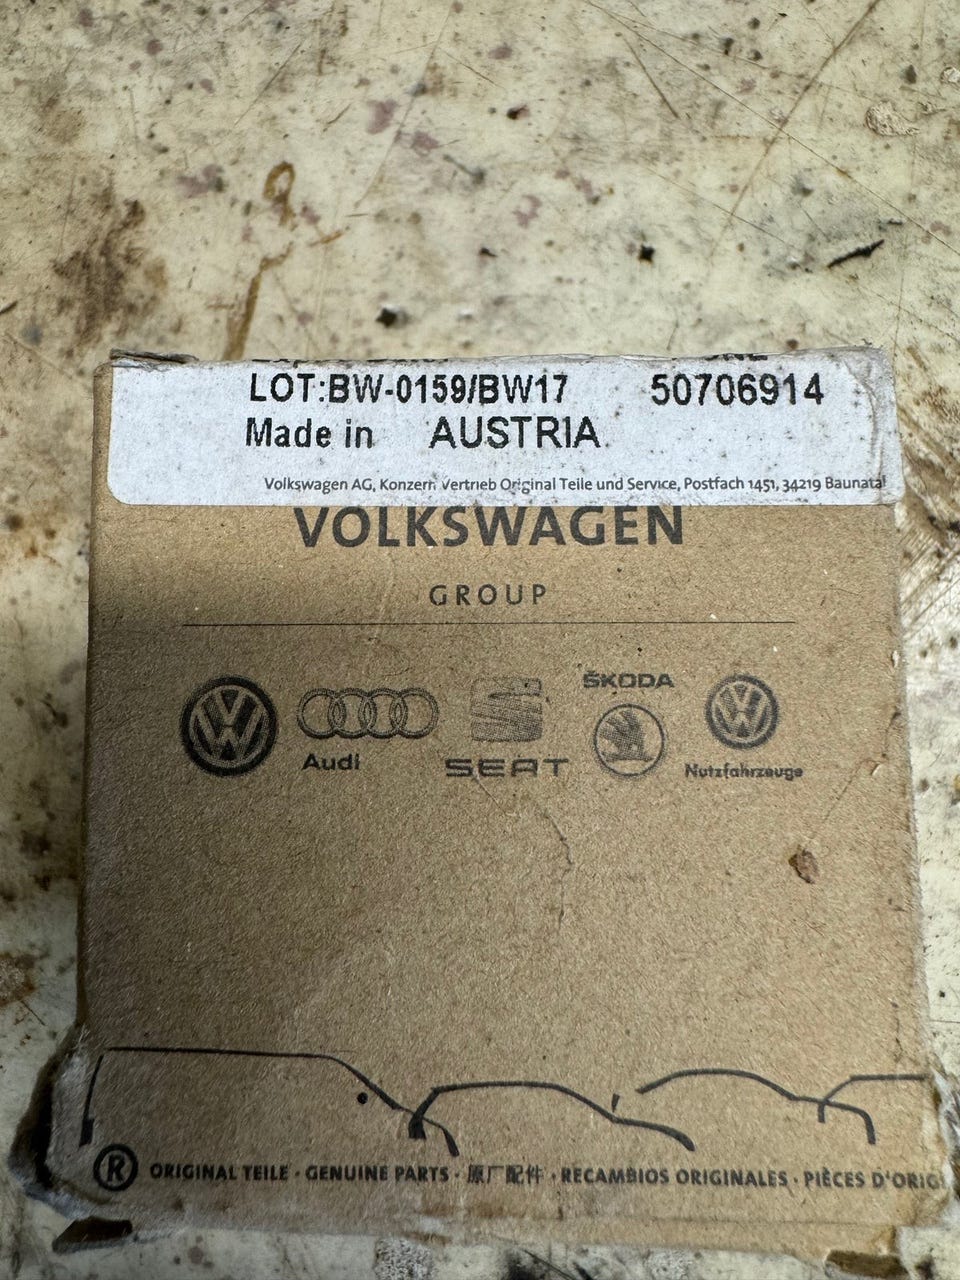 LOT:BW-0159/BW17 50706914
Made in AUSTRIA
Volkswagen AG, Konzern Vertrieb Original Teile und Service, Postfach 1451, 34219 Baunatal
VOLKSWAGEN
GROUP
ŠKODA
Audi
SEAT
Nutzfahrzeuge
® ORIGINAL TEILE · GENUINE PARTS · 原厂配件 · RECAMBIOS ORIGINALES · PIÈCES D'ORIG